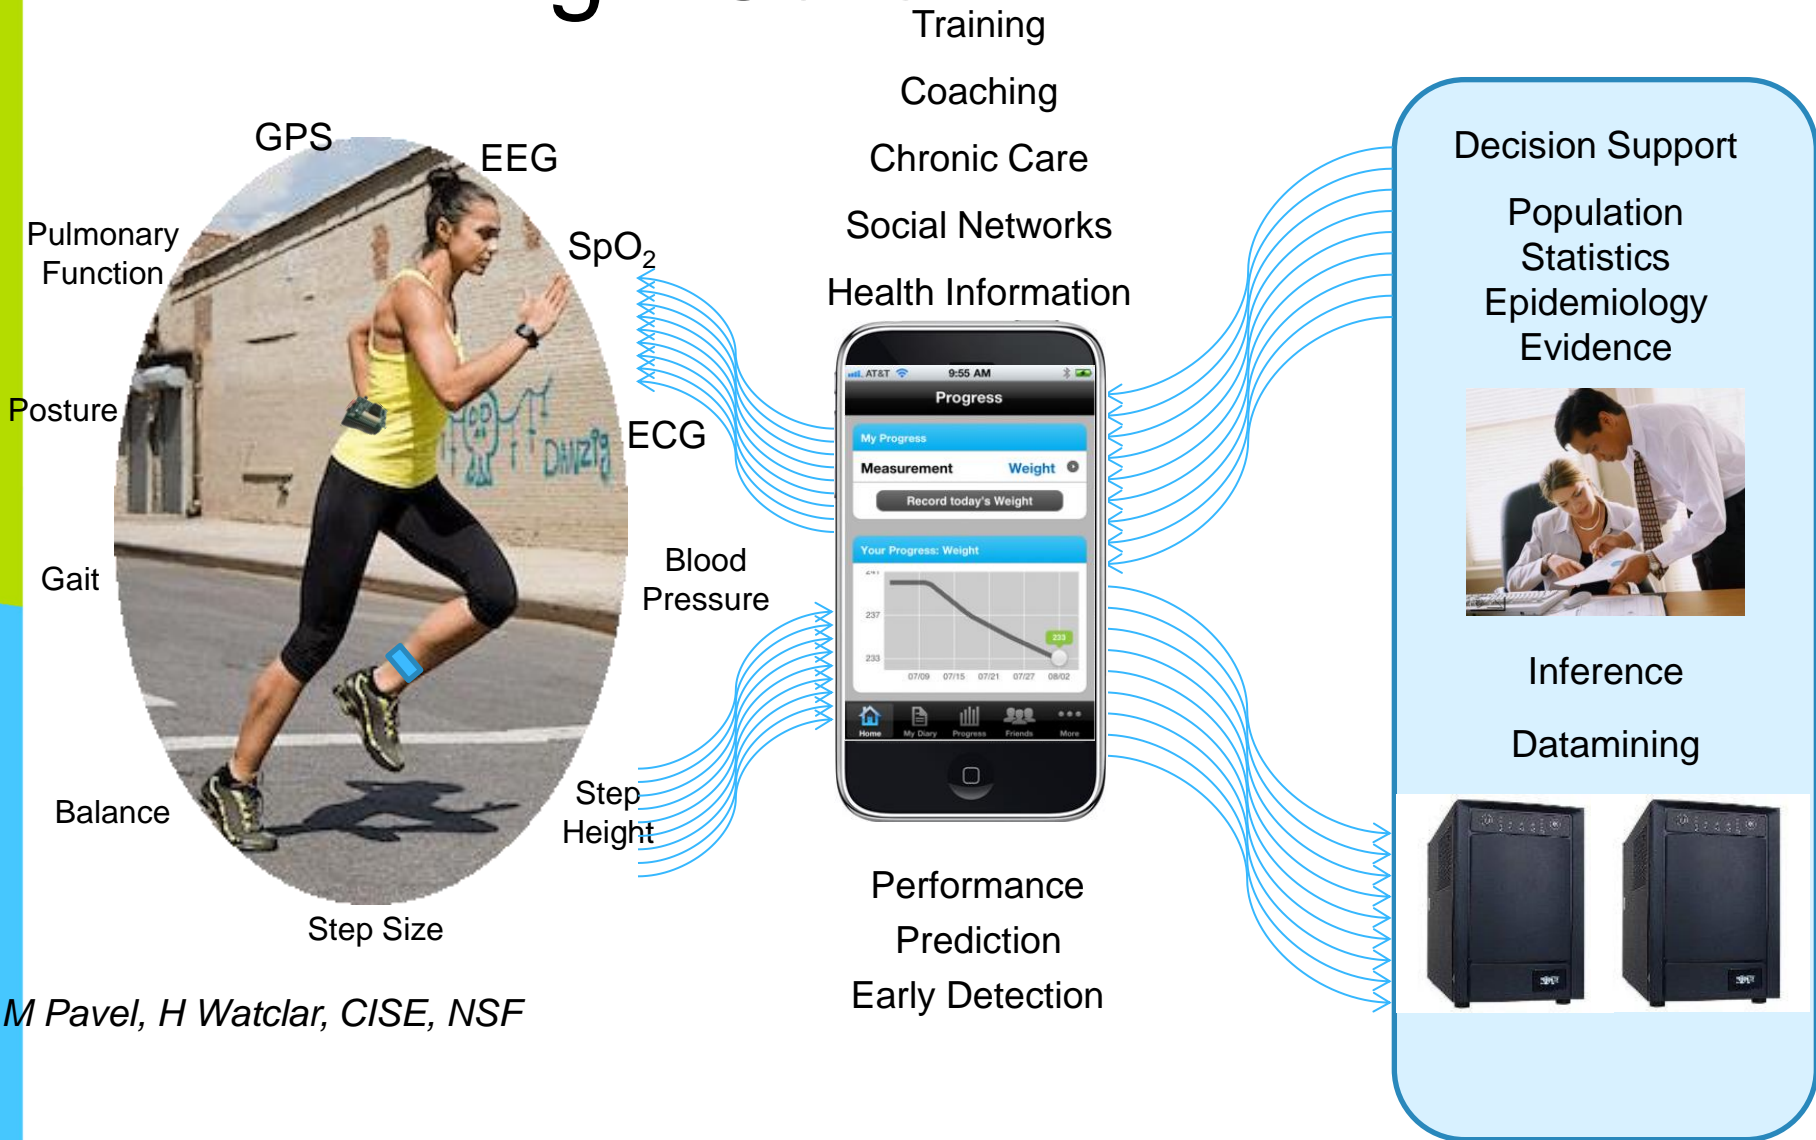 Training
Coaching
Chronic Care
Social Networks
Health Information
GPS
EEG
Pulmonary
Function
SpO₂
Posture
ECG
Gait
Blood
Pressure
Balance
Step
Height
Step Size
DANZIg
AT&T 9:55 AM
Progress
My Progress
Measurement Weight
Record today's Weight
Your Progress: Weight
241
237
233
233
07/09 07/15 07/21 07/27 08/02
Home My Diary Progress Friends More
Performance
Prediction
Early Detection
Decision Support
Population
Statistics
Epidemiology
Evidence
Inference
Datamining
M Pavel, H Watclar, CISE, NSF